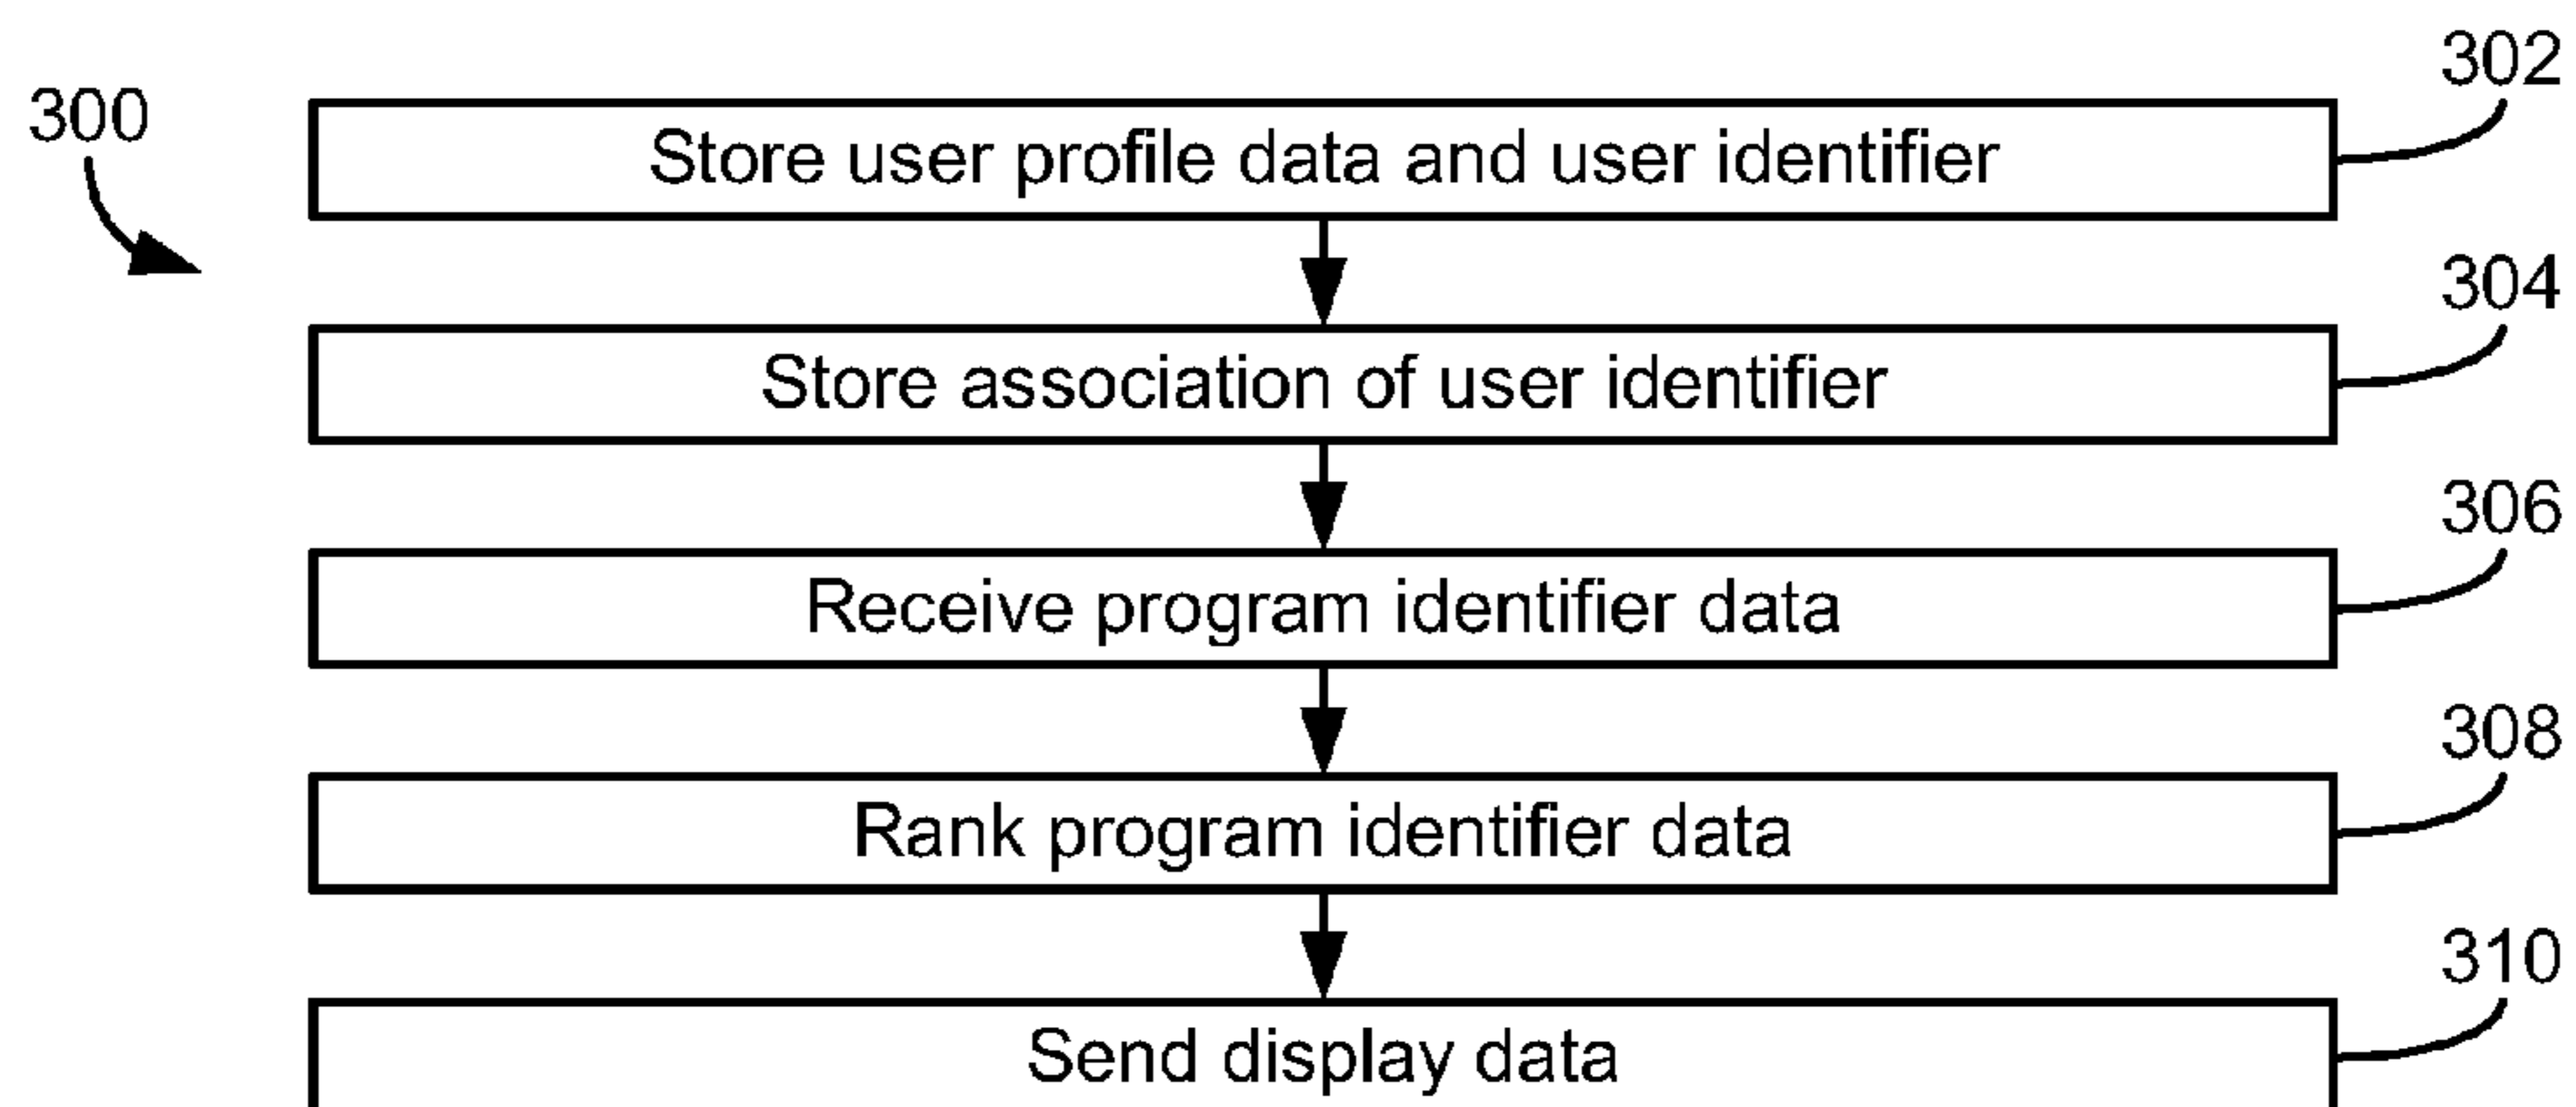 302
300
Store user profile data and user identifier
304
Store association of user identifier
306
Receive program identifier data
308
Rank program identifier data
310
Send display data